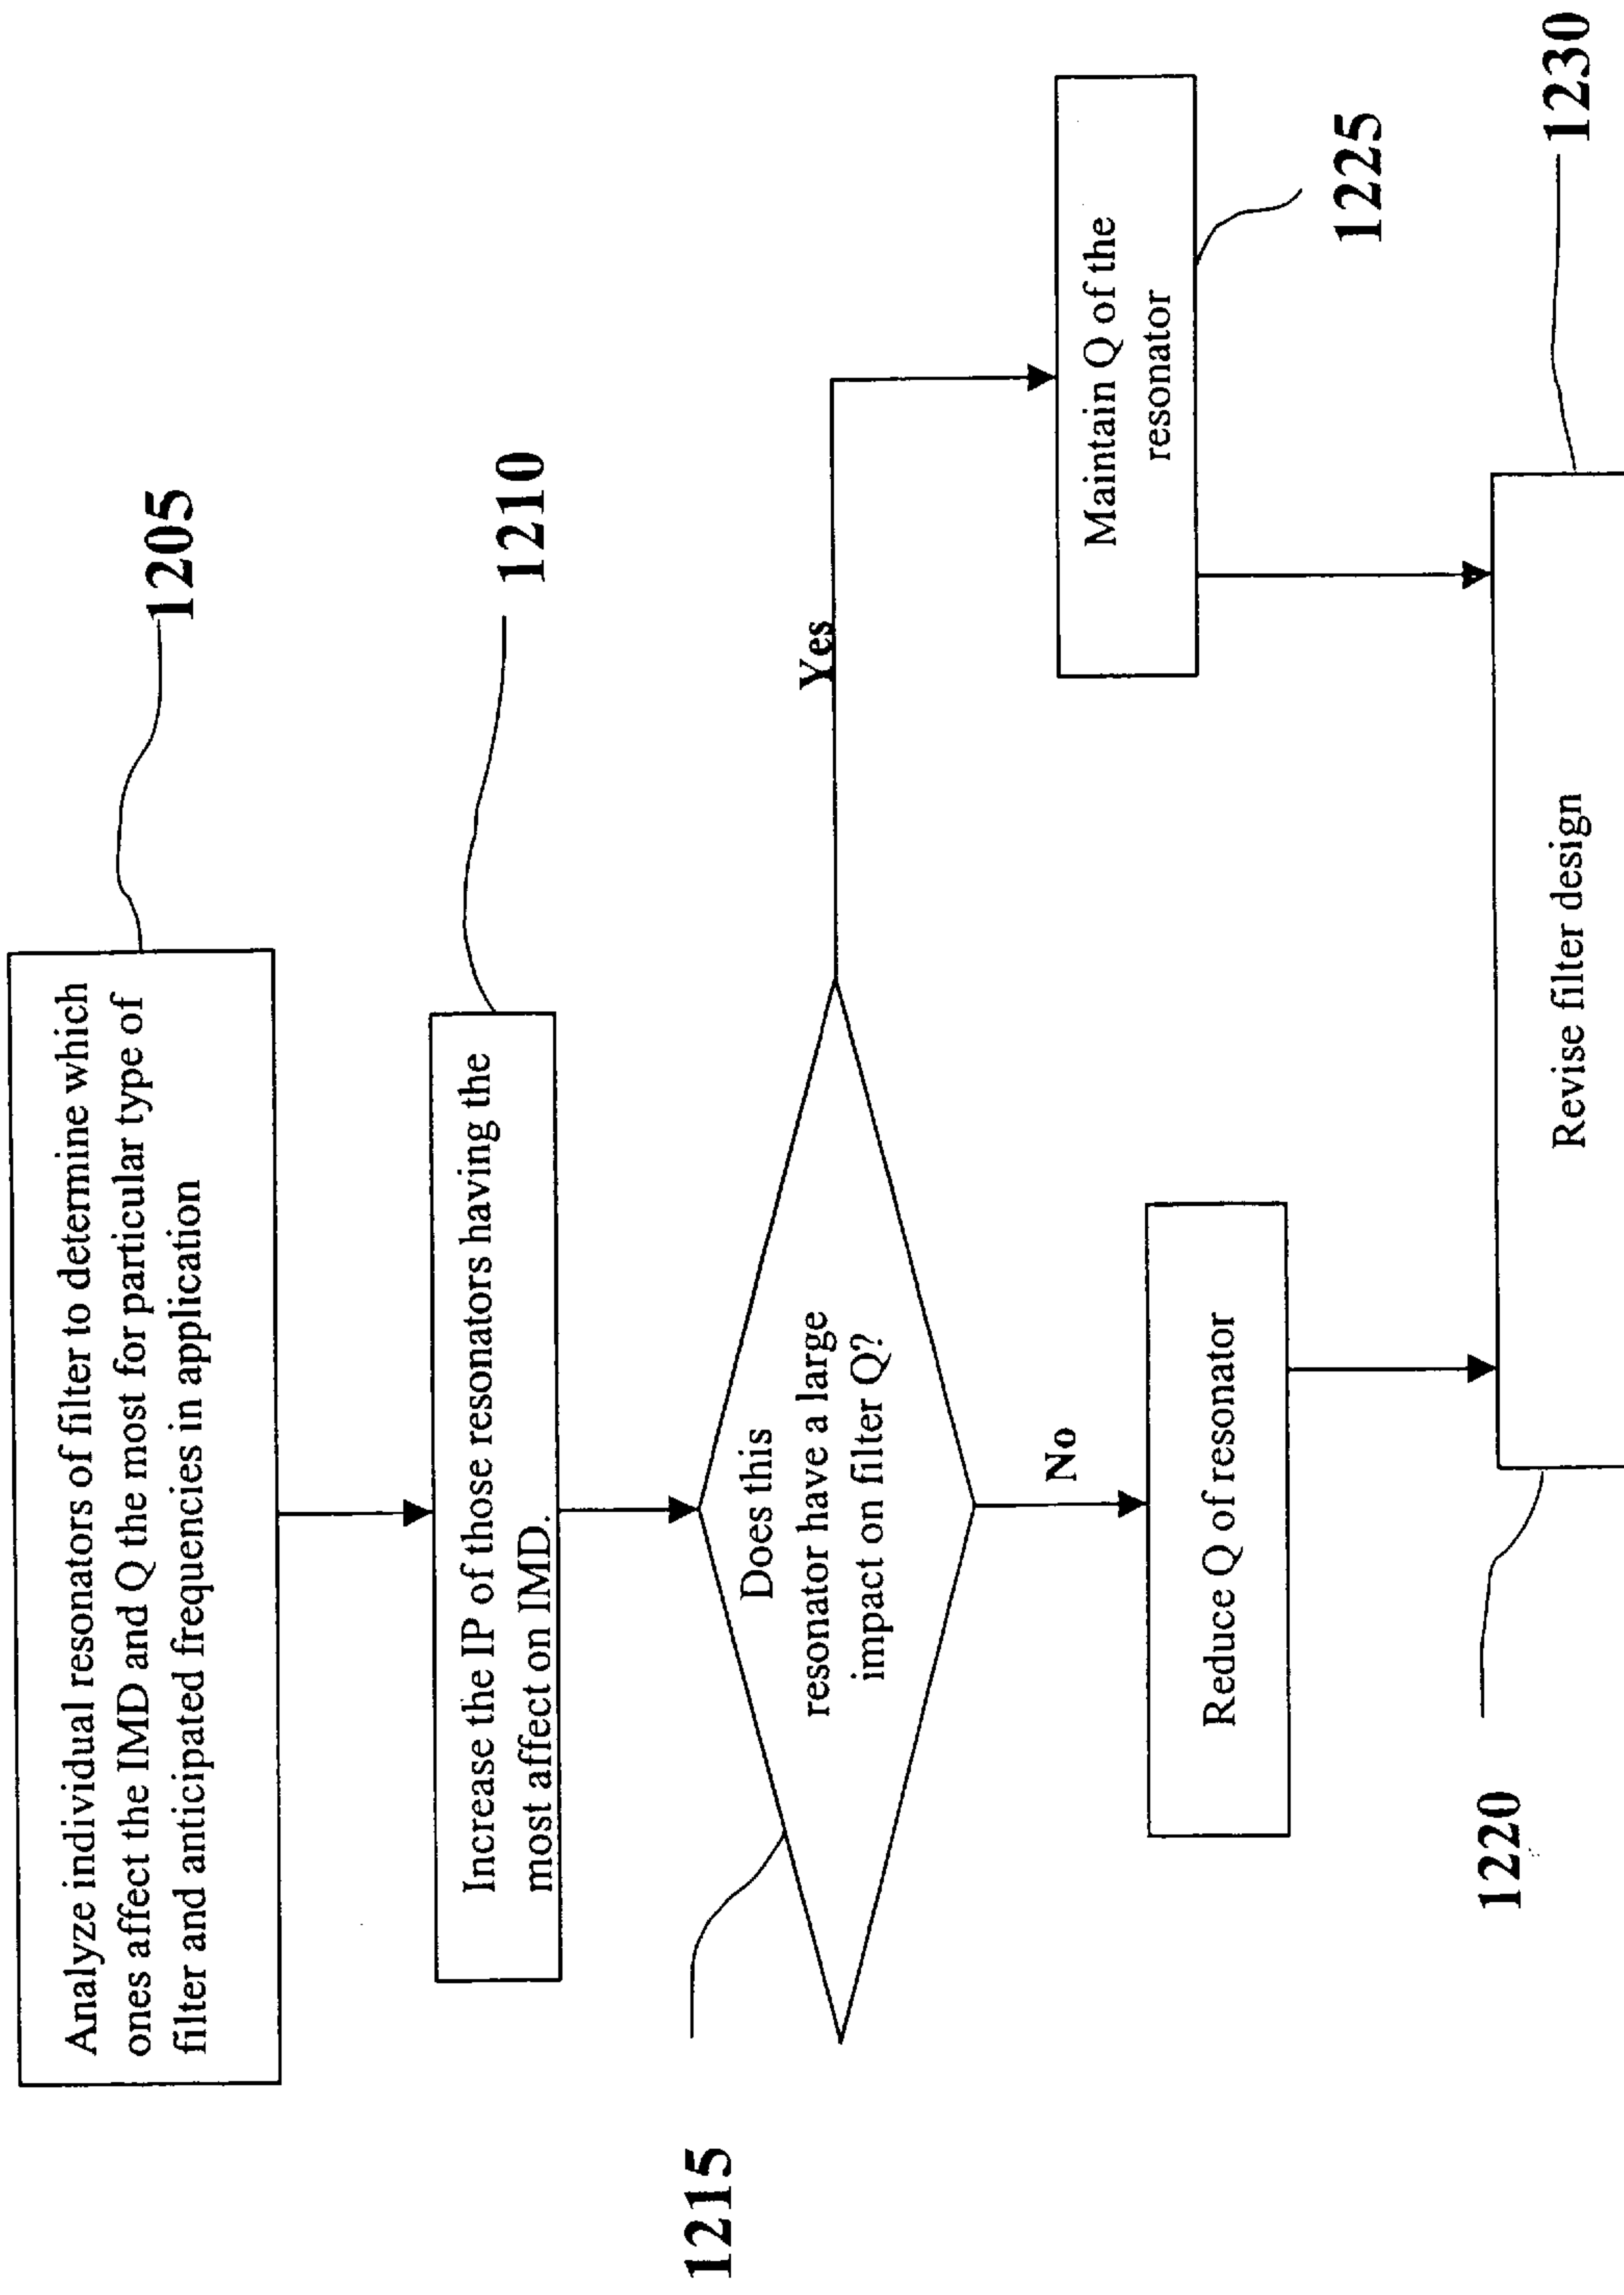 Analyze individual resonators of filter to determine which
ones affect the IMD and Q the most for particular type of
filter and anticipated frequencies in application
1205
Increase the IP of those resonators having the
most affect on IMD.
1210
Does this
resonator have a large
impact on filter Q?
1215
Yes
No
Maintain Q of the
resonator
1225
Reduce Q of resonator
1220
Revise filter design
1230